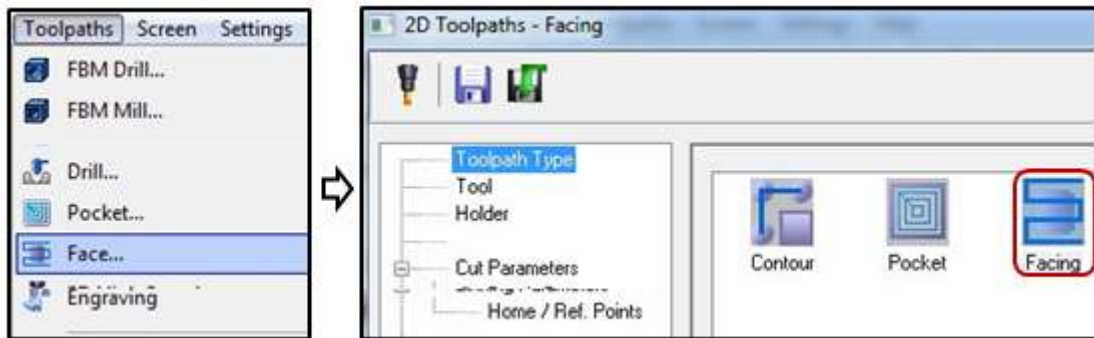 Toolpaths Screen Settings
FBM Drill...
FBM Mill...
Drill...
Pocket...
Face...
Engraving
2D Toolpaths - Facing
Toolpath Type
Tool
Holder
Cut Parameters
Home / Ref. Points
Contour Pocket Facing